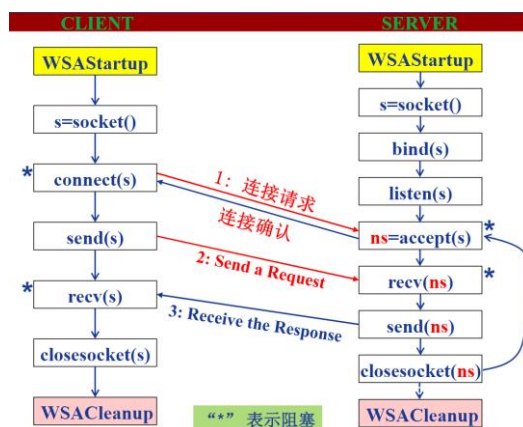 CLIENT
SERVER
WSAStartup
WSAStartup
s=socket()
s=socket()
bind(s)
* connect(s)
1: 连接请求
listen(s)
连接确认
ns=accept(s) *
send(s)
2: Send a Request
recv(ns) *
* recv(s)
3: Receive the Response
send(ns)
closesocket(s)
closesocket(ns)
WSACleanup
"*" 表示阻塞
WSACleanup